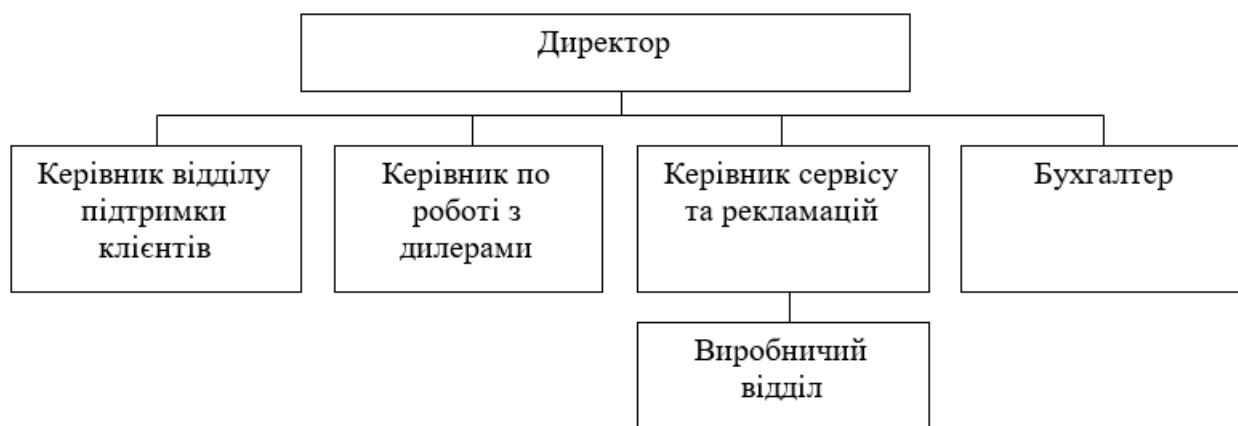 Директор
Керівник відділу
підтримки
клієнтів
Керівник по
роботі з
дилерами
Керівник сервісу
та рекламацій
Бухгалтер
Виробничий
відділ